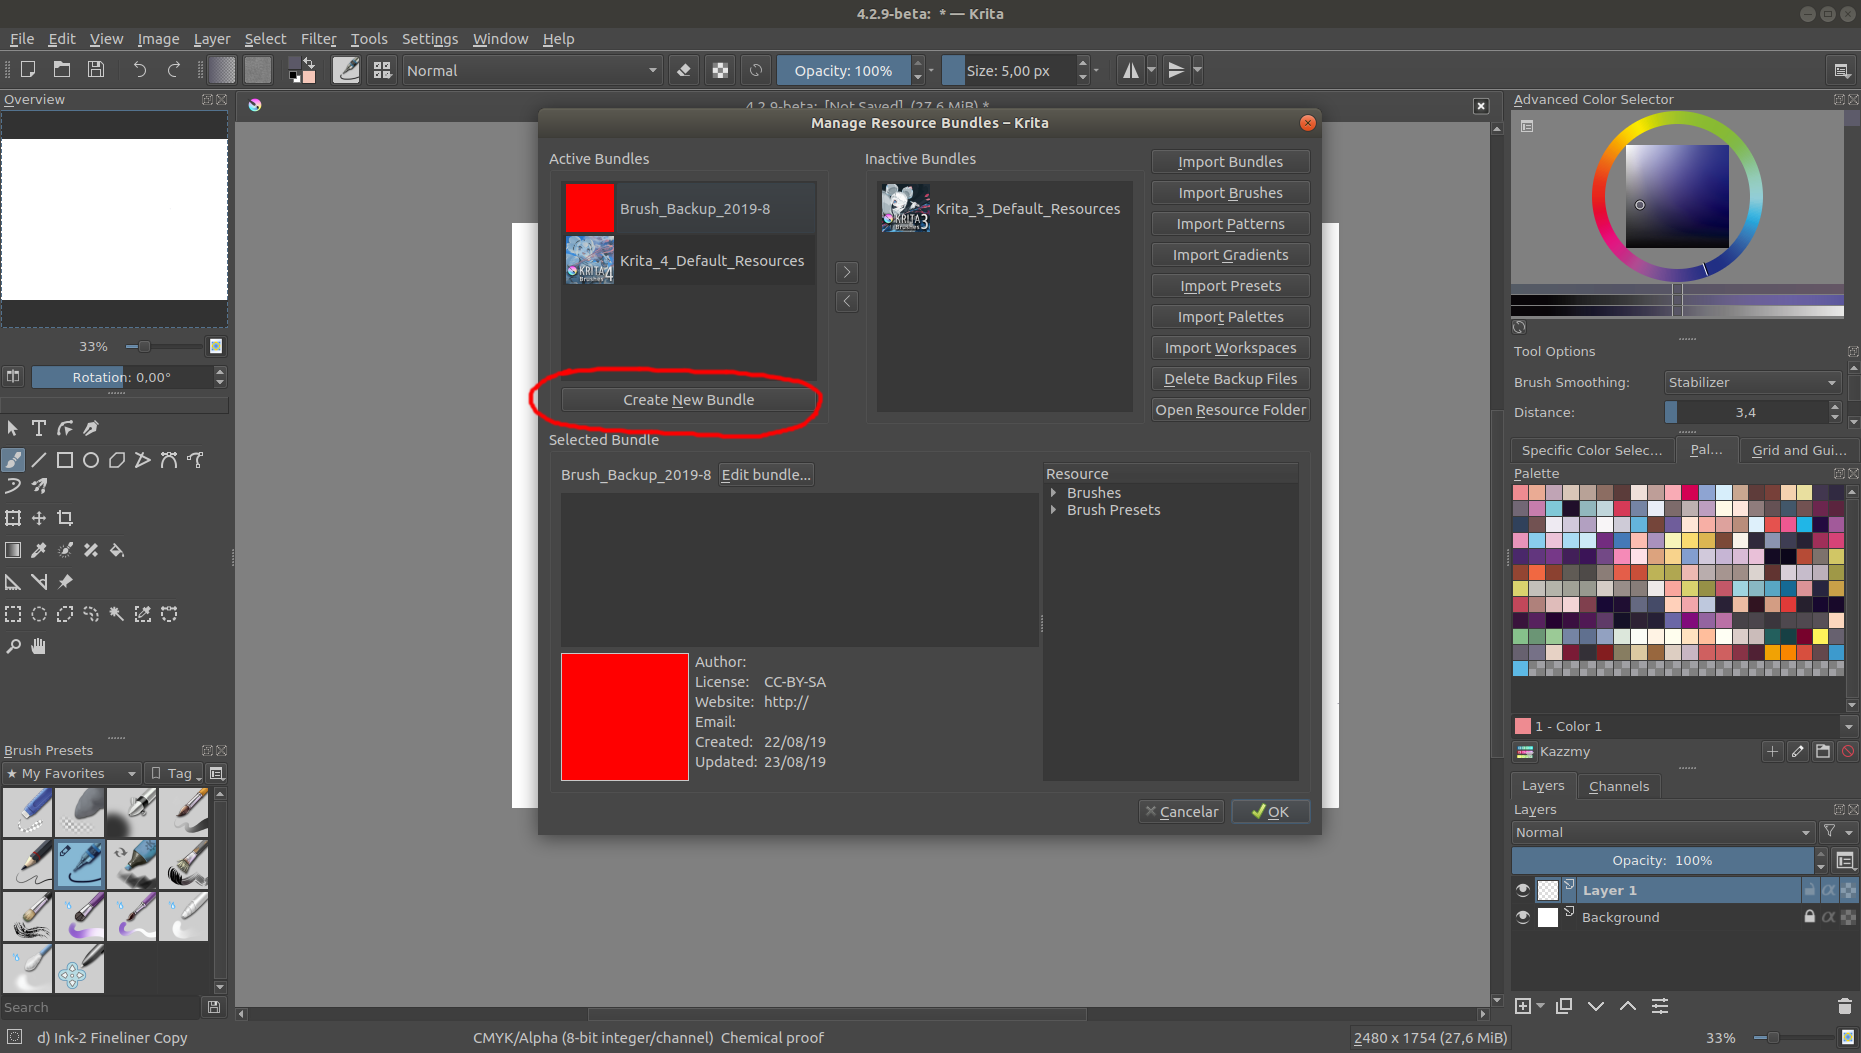 4.2.9-beta:  * — Krita
File Edit View Image Layer Select Filter Tools Settings Window Help
Normal Opacity: 100% Size: 5,00 px
Overview
33%
Rotation: 0,00°
Brush Presets
★ My Favorites Tag
Search
4.2.9-beta: [Not Saved] (27,6 MiB) *
Manage Resource Bundles – Krita
Active Bundles
Brush_Backup_2019-8
KRITA 4 Brushes
Krita_4_Default_Resources
Create New Bundle
Inactive Bundles
KRITA 3 Brushes
Krita_3_Default_Resources
Import Bundles
Import Brushes
Import Patterns
Import Gradients
Import Presets
Import Palettes
Import Workspaces
Delete Backup Files
Open Resource Folder
Selected Bundle
Brush_Backup_2019-8 Edit bundle...
Author:
License: CC-BY-SA
Website: http://
Email:
Created: 22/08/19
Updated: 23/08/19
Resource
Brushes
Brush Presets
Cancelar OK
Advanced Color Selector
Tool Options
Brush Smoothing: Stabilizer
Distance: 3,4
Specific Color Selec... Pal... Grid and Gui...
Palette
1 - Color 1
Kazzmy
Layers Channels
Layers
Normal
Opacity: 100%
Layer 1
Background
d) Ink-2 Fineliner Copy CMYK/Alpha (8-bit integer/channel) Chemical proof 2480 x 1754 (27,6 MiB) 33%